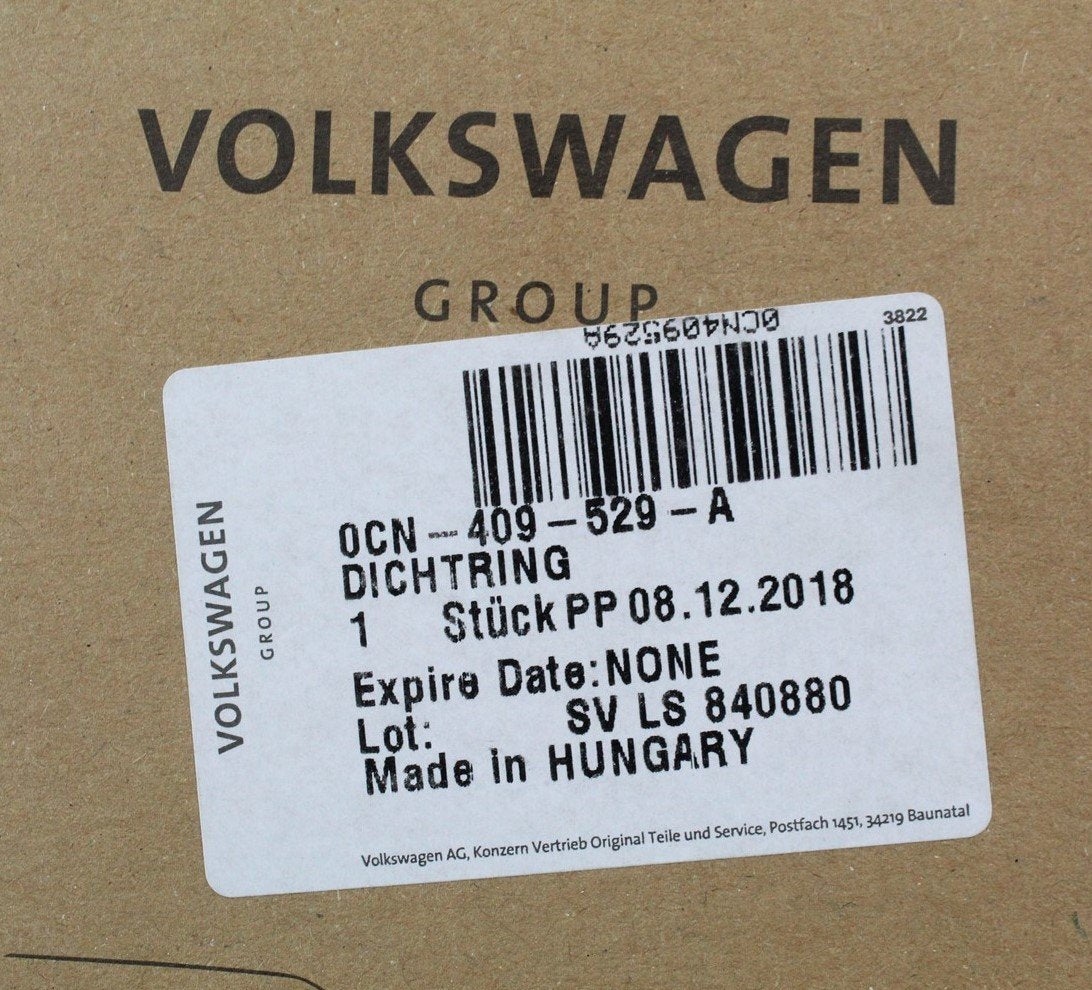 VOLKSWAGEN
GROUP
3822
0CN409529A
0CN-409-529-A
DICHTRING
1 Stück PP 08.12.2018
Expire Date:NONE
Lot: SV LS 840880
Made in HUNGARY
VOLKSWAGEN
GROUP
Volkswagen AG, Konzern Vertrieb Original Teile und Service, Postfach 1451, 34219 Baunatal